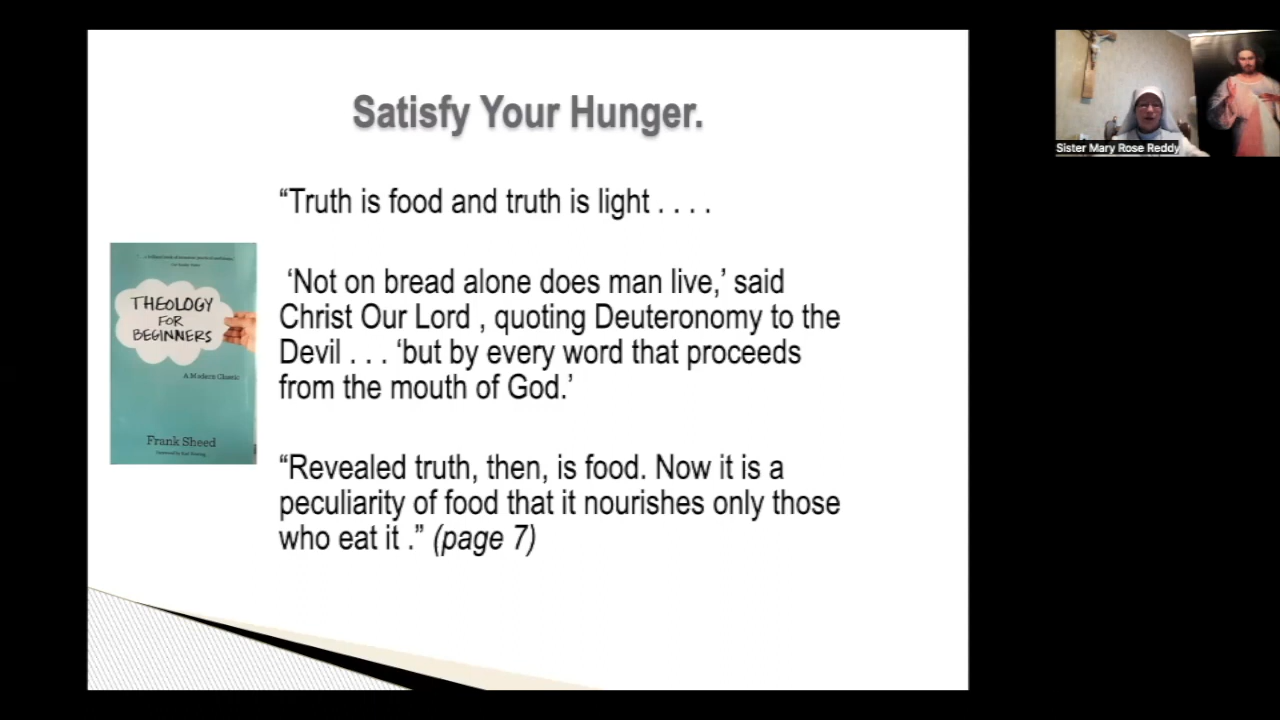 Satisfy Your Hunger.
“Truth is food and truth is light . . . .
‘Not on bread alone does man live,’ said
Christ Our Lord , quoting Deuteronomy to the
Devil . . . ‘but by every word that proceeds
from the mouth of God.’
“Revealed truth, then, is food. Now it is a
peculiarity of food that it nourishes only those
who eat it .” (page 7)
THEOLOGY
FOR
BEGINNERS
A Modern Classic
Frank Sheed
Sister Mary Rose Reddy